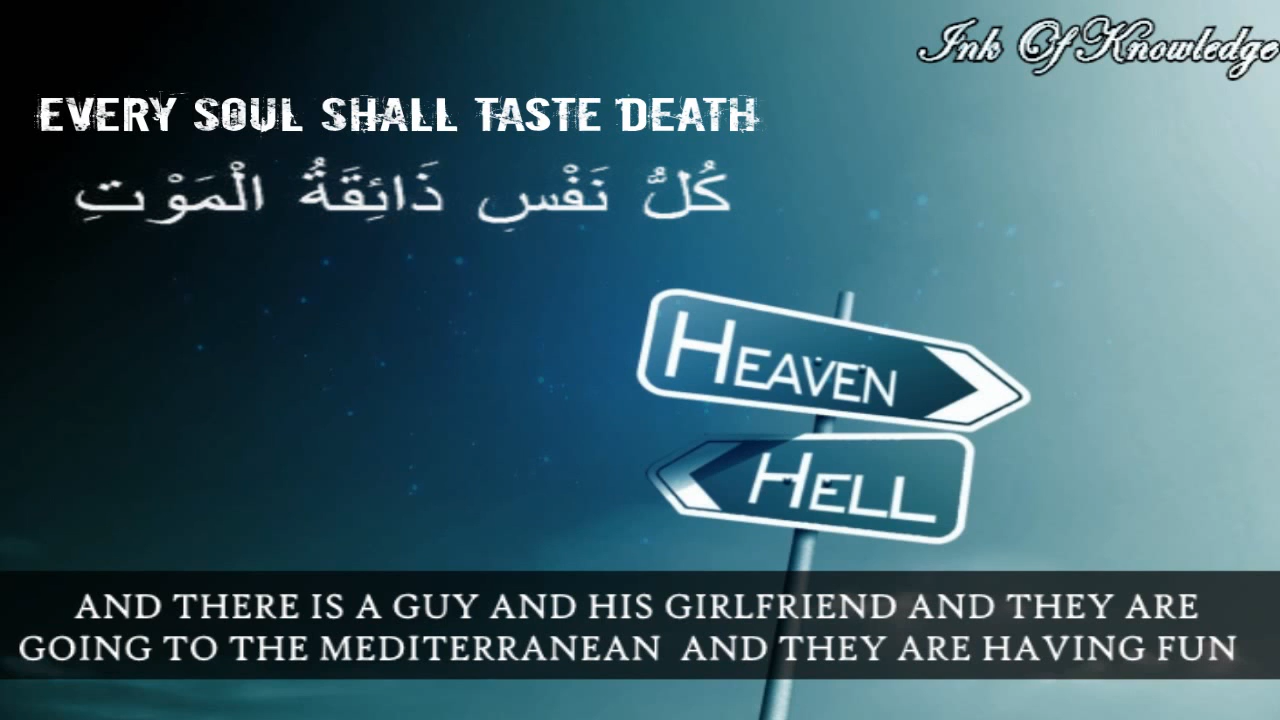 Ink Of Knowledge
EVERY SOUL SHALL TASTE DEATH
كُلُّ نَفْسٍ ذَائِقَةُ الْمَوْتِ
HEAVEN
HELL
AND THERE IS A GUY AND HIS GIRLFRIEND AND THEY ARE
GOING TO THE MEDITERRANEAN AND THEY ARE HAVING FUN